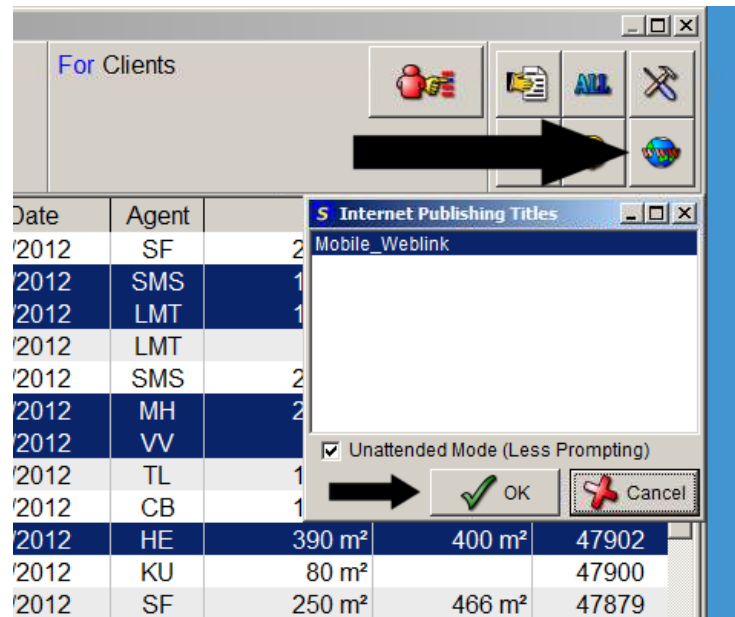 For Clients
ALL
www
Date Agent
/2012 SF 2
/2012 SMS 1
/2012 LMT 1
/2012 LMT
/2012 SMS 2
/2012 MH 2
/2012 VV
/2012 TL 1
/2012 CB 1
/2012 HE 390 m² 400 m² 47902
/2012 KU 80 m² 47900
/2012 SF 250 m² 466 m² 47879
S Internet Publishing Titles
Mobile_Weblink
Unattended Mode (Less Prompting)
OK Cancel